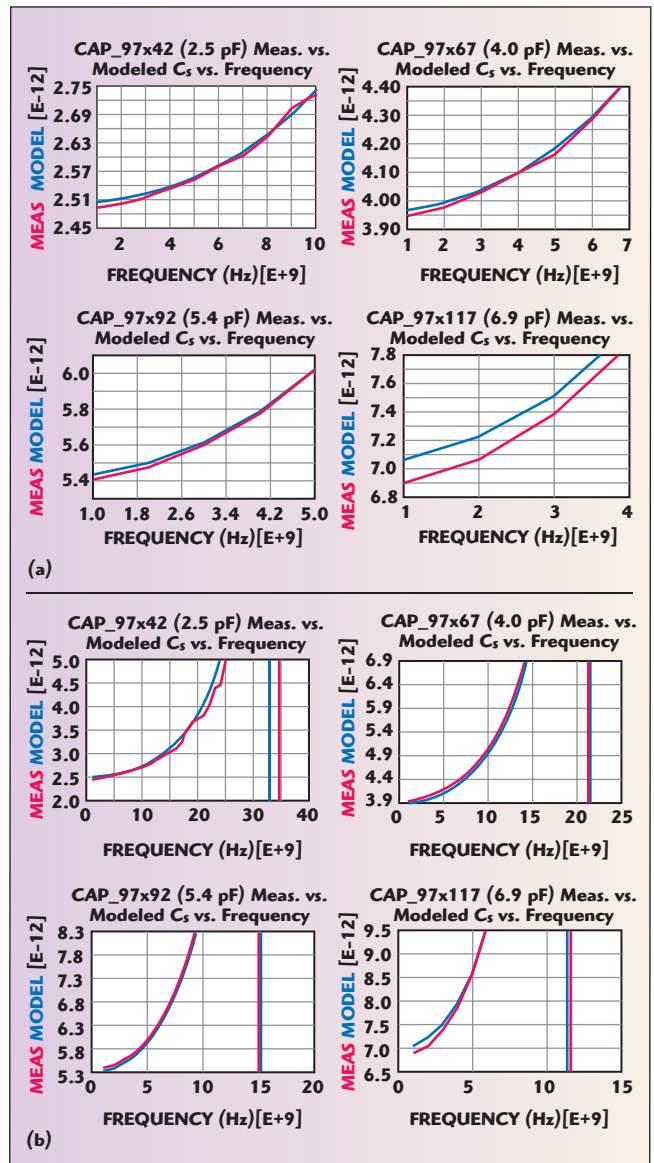 CAP_97x42 (2.5 pF) Meas. vs.
Modeled Cs vs. Frequency
MEAS MODEL [E-12]
2.75
2.69
2.63
2.57
2.51
2.45
2 4 6 8 10
FREQUENCY (Hz)[E+9]
CAP_97x67 (4.0 pF) Meas. vs.
Modeled Cs vs. Frequency
MEAS MODEL [E-12]
4.40
4.30
4.20
4.10
4.00
3.90
1 2 3 4 5 6 7
FREQUENCY (Hz)[E+9]
CAP_97x92 (5.4 pF) Meas. vs.
Modeled Cs vs. Frequency
MEAS MODEL [E-12]
6.0
5.8
5.6
5.4
1.0 1.8 2.6 3.4 4.2 5.0
FREQUENCY (Hz)[E+9]
CAP_97x117 (6.9 pF) Meas. vs.
Modeled Cs vs. Frequency
MEAS MODEL [E-12]
7.8
7.6
7.4
7.2
7.0
6.8
1 2 3 4
FREQUENCY (Hz)[E+9]
(a)
CAP_97x42 (2.5 pF) Meas. vs.
Modeled Cs vs. Frequency
MEAS MODEL [E-12]
5.0
4.5
4.0
3.5
3.0
2.5
2.0
0 10 20 30 40
FREQUENCY (Hz)[E+9]
CAP_97x67 (4.0 pF) Meas. vs.
Modeled Cs vs. Frequency
MEAS MODEL [E-12]
6.9
6.4
5.9
5.4
4.9
4.4
3.9
0 5 10 15 20 25
FREQUENCY (Hz)[E+9]
CAP_97x92 (5.4 pF) Meas. vs.
Modeled Cs vs. Frequency
MEAS MODEL [E-12]
8.3
7.8
7.3
6.8
6.3
5.8
5.3
0 5 10 15 20
FREQUENCY (Hz)[E+9]
CAP_97x117 (6.9 pF) Meas. vs.
Modeled Cs vs. Frequency
MEAS MODEL [E-12]
9.5
9.0
8.5
8.0
7.5
7.0
6.5
0 5 10 15
FREQUENCY (Hz)[E+9]
(b)